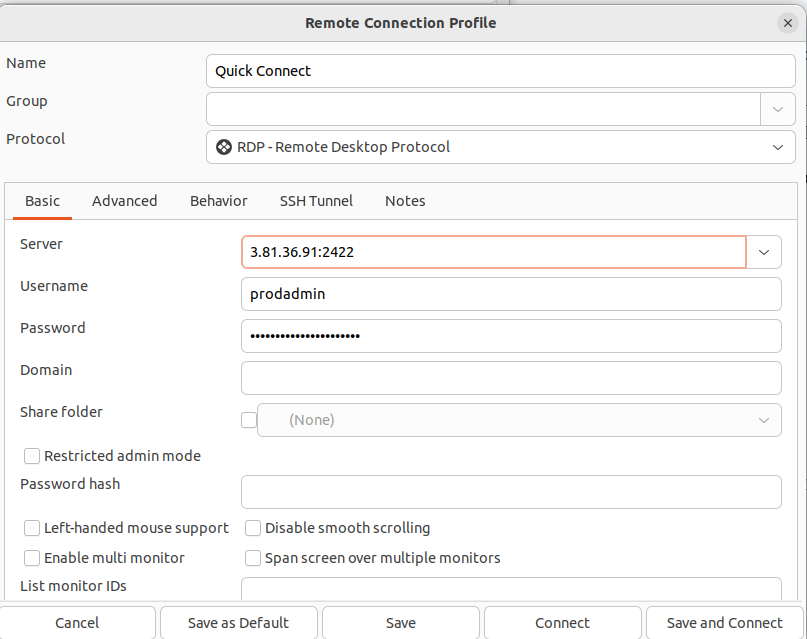 Remote Connection Profile
Name
Quick Connect
Group
Protocol
RDP - Remote Desktop Protocol
Basic Advanced Behavior SSH Tunnel Notes
Server
3.81.36.91:2422
Username
prodadmin
Password
••••••••••••••••••••••
Domain
Share folder
(None)
Restricted admin mode
Password hash
Left-handed mouse support Disable smooth scrolling
Enable multi monitor Span screen over multiple monitors
List monitor IDs
Cancel Save as Default Save Connect Save and Connect